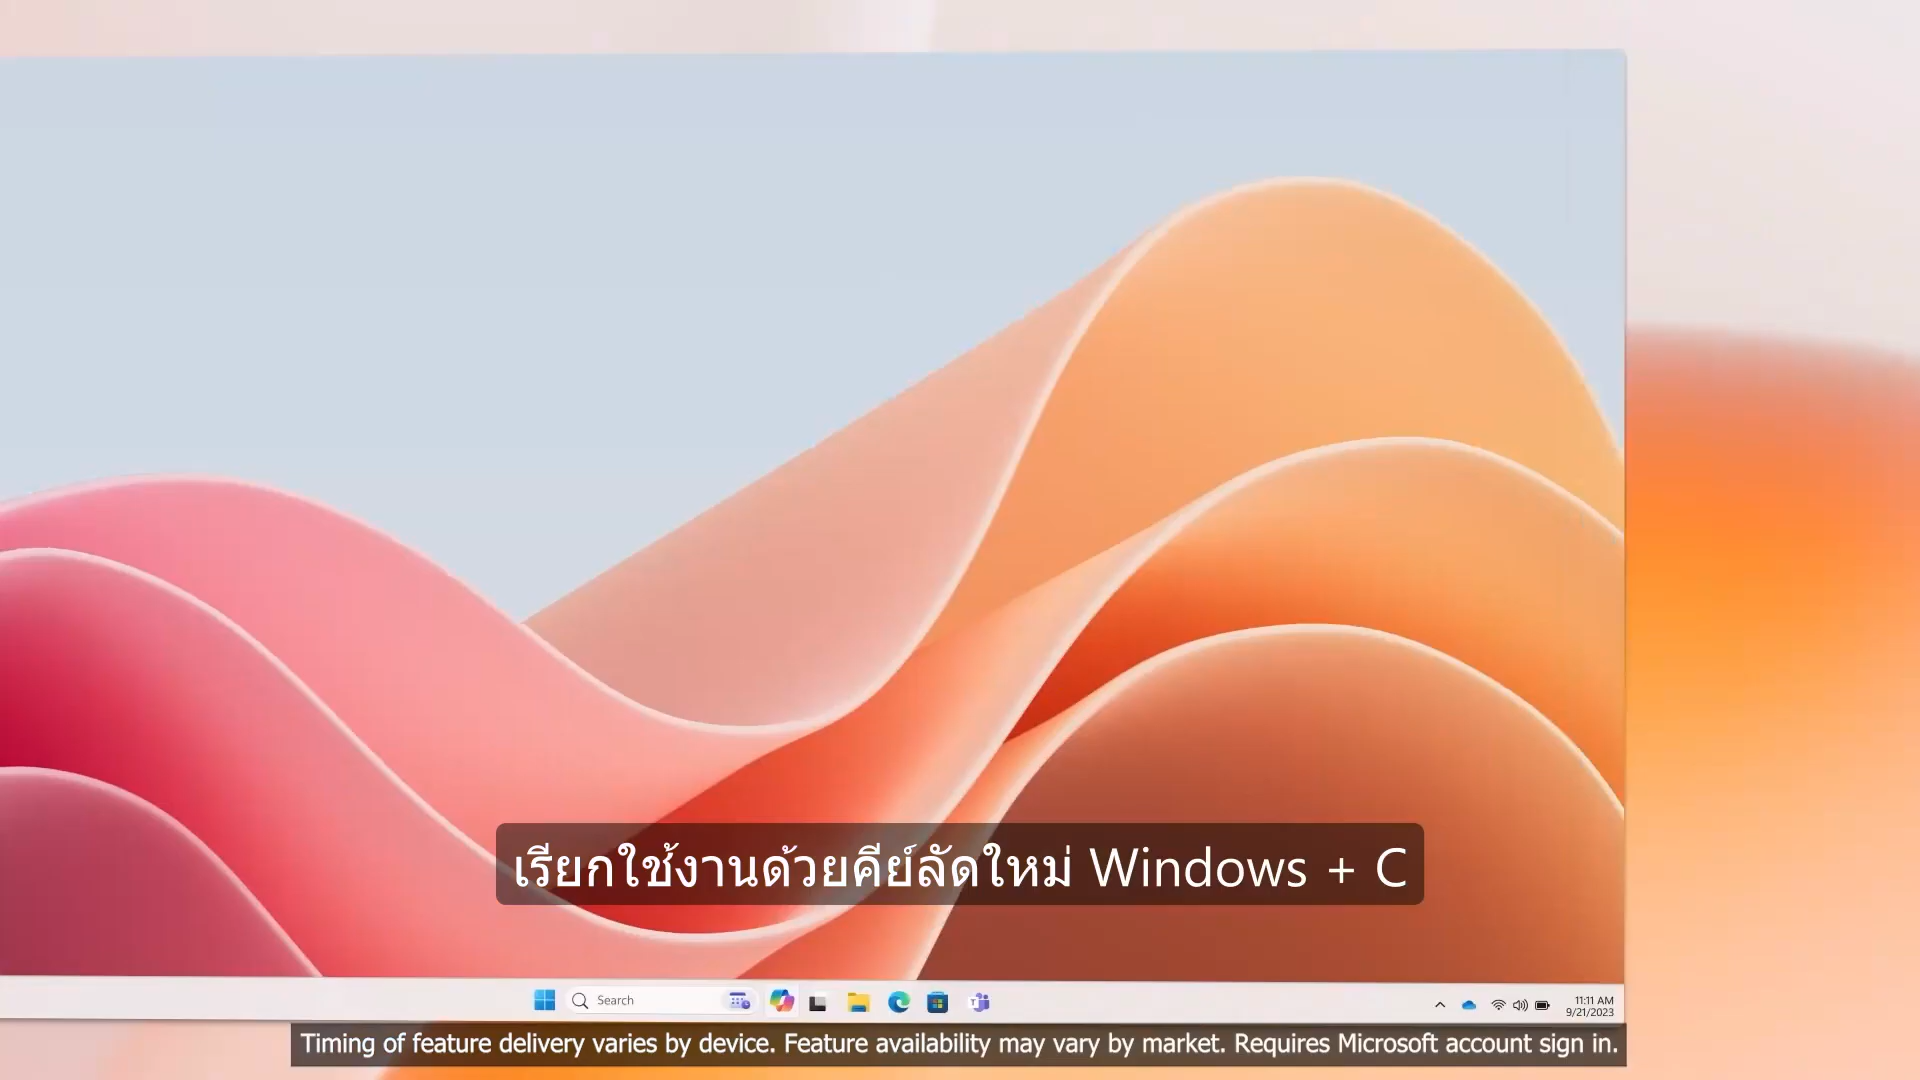 เรียกใช้งานด้วยคีย์ลัดใหม่ Windows + C
Search
11:11 AM
9/21/2023
Timing of feature delivery varies by device. Feature availability may vary by market. Requires Microsoft account sign in.